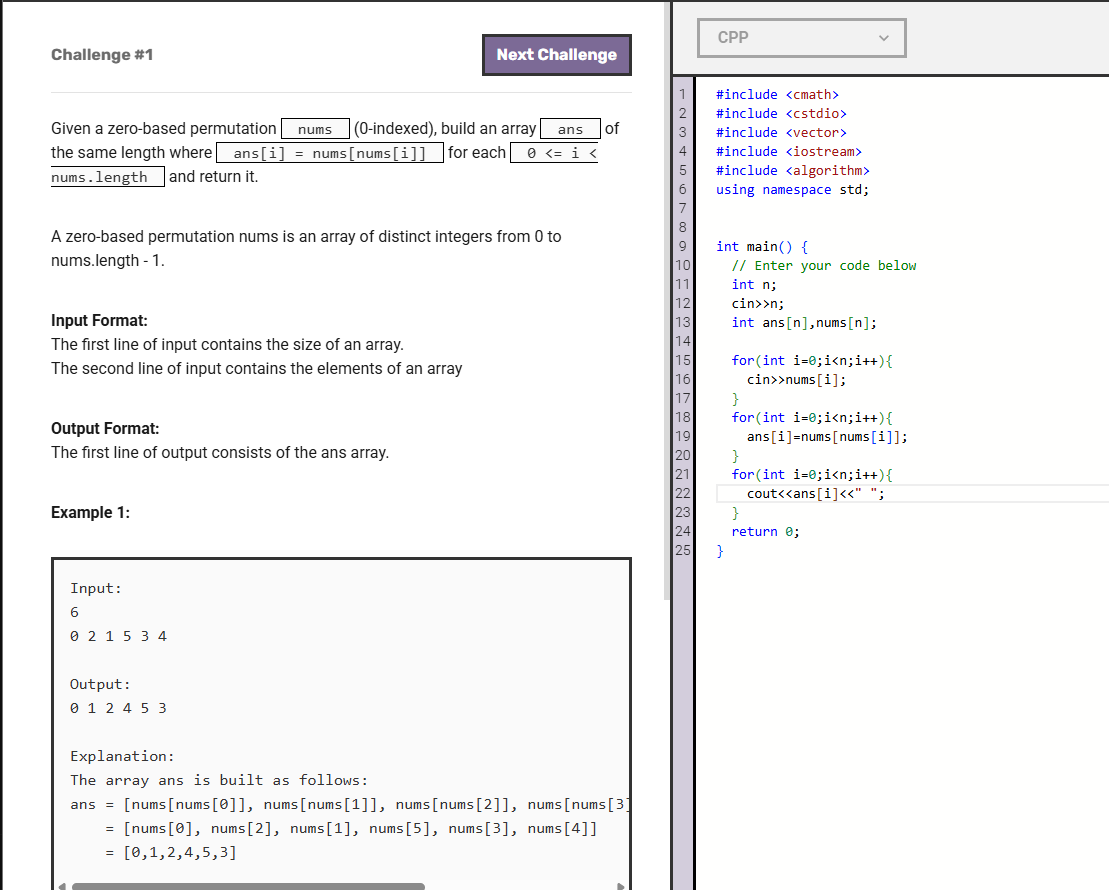 Challenge #1
Next Challenge
Given a zero-based permutation nums (0-indexed), build an array ans of
the same length where ans[i] = nums[nums[i]] for each 0 <= i <
nums.length and return it.
A zero-based permutation nums is an array of distinct integers from 0 to
nums.length - 1.
Input Format:
The first line of input contains the size of an array.
The second line of input contains the elements of an array
Output Format:
The first line of output consists of the ans array.
Example 1:
Input:
6
0 2 1 5 3 4
Output:
0 1 2 4 5 3
Explanation:
The array ans is built as follows:
ans = [nums[nums[0]], nums[nums[1]], nums[nums[2]], nums[nums[3]
= [nums[0], nums[2], nums[1], nums[5], nums[3], nums[4]]
= [0,1,2,4,5,3]
CPP
1 #include <cmath>
2 #include <cstdio>
3 #include <vector>
4 #include <iostream>
5 #include <algorithm>
6 using namespace std;
7
8
9 int main() {
10 // Enter your code below
11 int n;
12 cin>>n;
13 int ans[n],nums[n];
14
15 for(int i=0;i<n;i++){
16 cin>>nums[i];
17 }
18 for(int i=0;i<n;i++){
19 ans[i]=nums[nums[i]];
20 }
21 for(int i=0;i<n;i++){
22 cout<<ans[i]<<" ";
23 }
24 return 0;
25 }